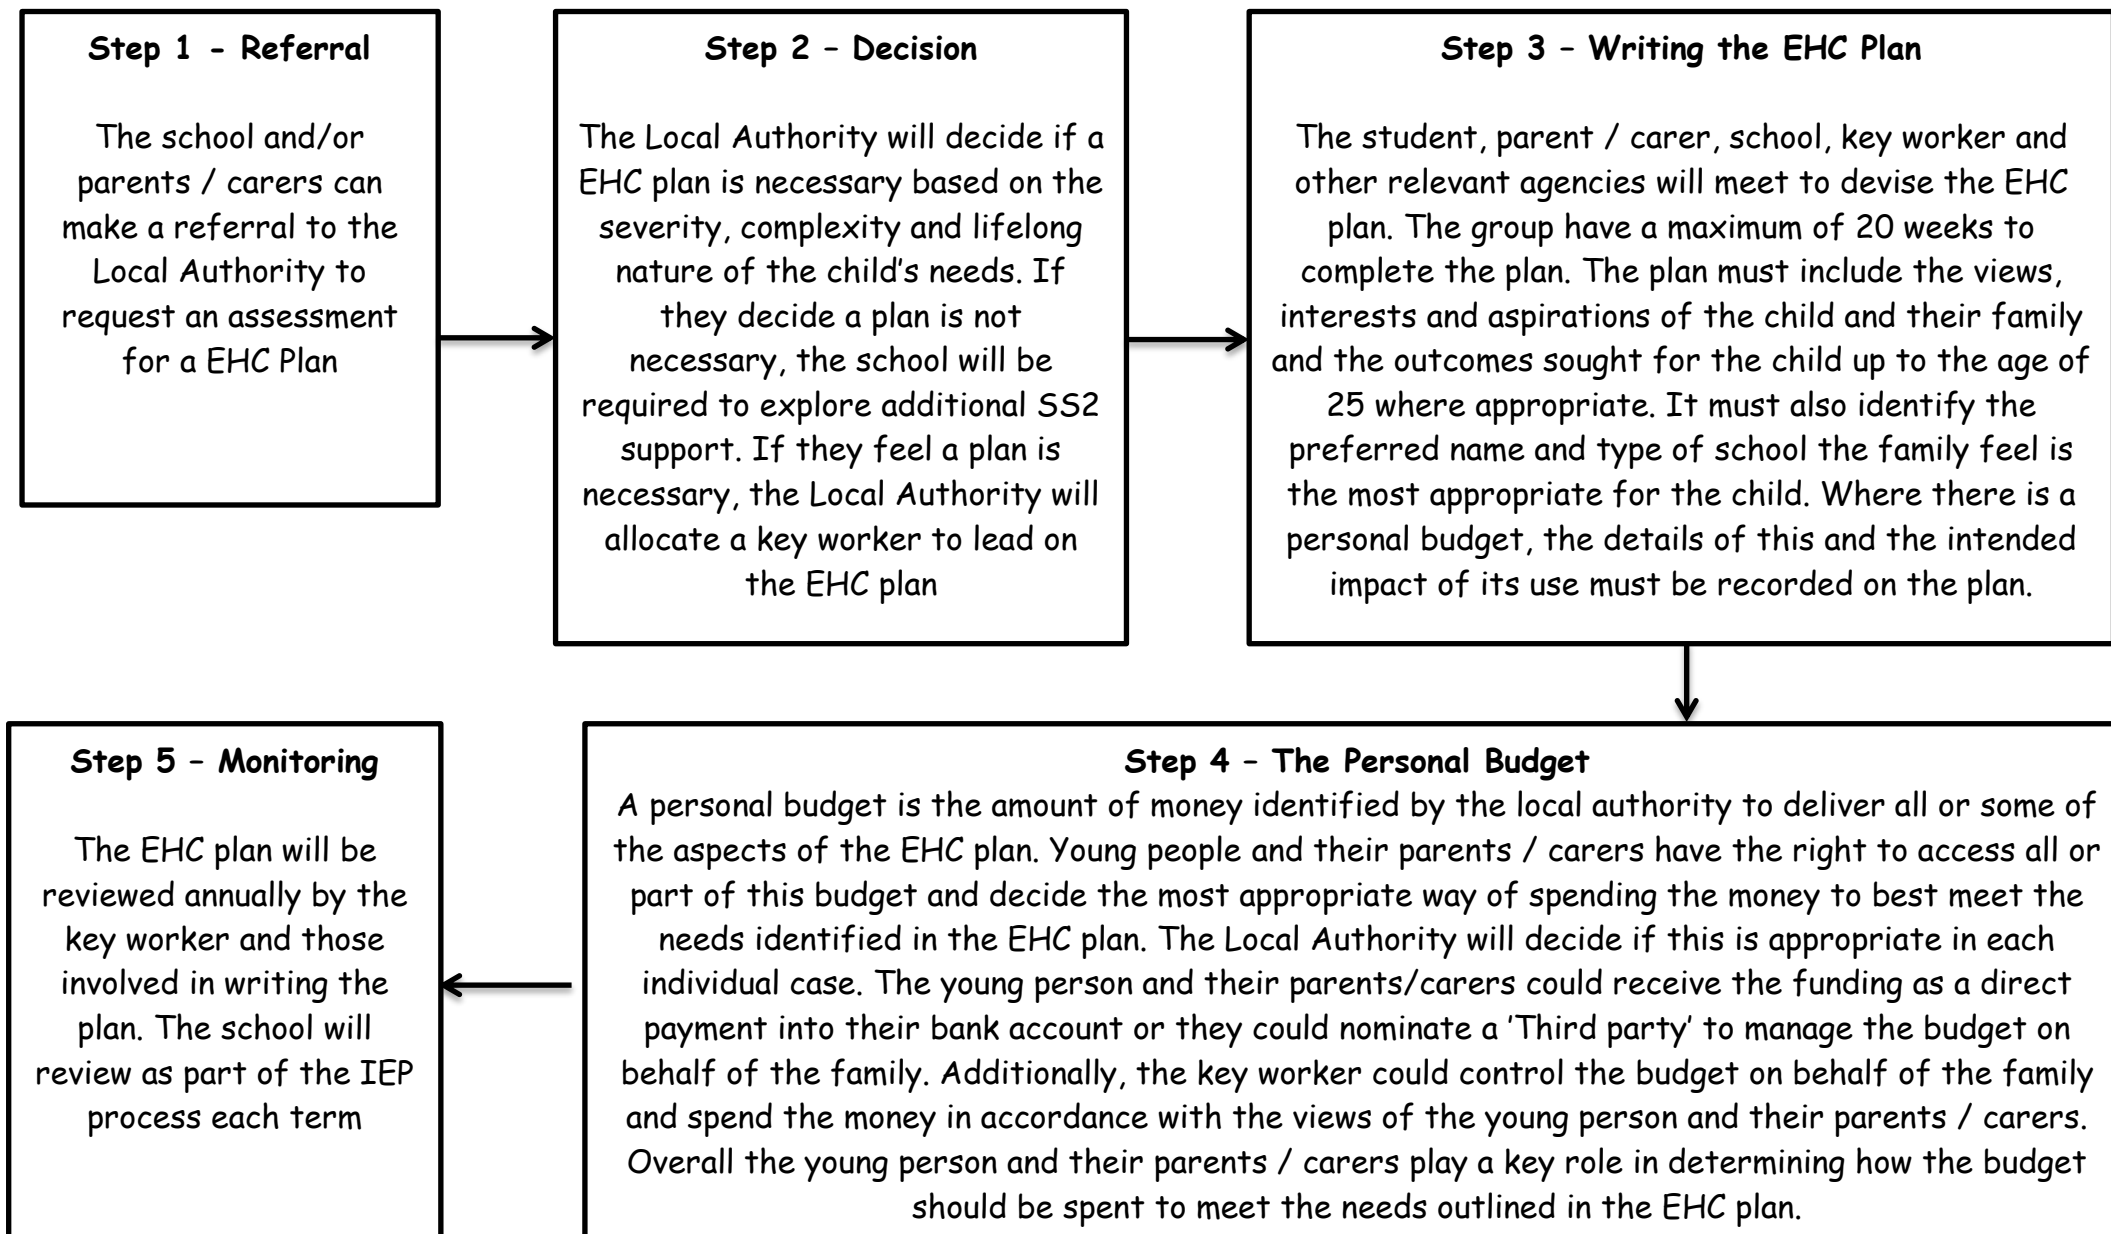 Step 1 - Referral
The school and/or
parents / carers can
make a referral to the
Local Authority to
request an assessment
for a EHC Plan
Step 2 – Decision
The Local Authority will decide if a
EHC plan is necessary based on the
severity, complexity and lifelong
nature of the child's needs. If
they decide a plan is not
necessary, the school will be
required to explore additional SS2
support. If they feel a plan is
necessary, the Local Authority will
allocate a key worker to lead on
the EHC plan
Step 3 – Writing the EHC Plan
The student, parent / carer, school, key worker and
other relevant agencies will meet to devise the EHC
plan. The group have a maximum of 20 weeks to
complete the plan. The plan must include the views,
interests and aspirations of the child and their family
and the outcomes sought for the child up to the age of
25 where appropriate. It must also identify the
preferred name and type of school the family feel is
the most appropriate for the child. Where there is a
personal budget, the details of this and the intended
impact of its use must be recorded on the plan.
Step 4 – The Personal Budget
A personal budget is the amount of money identified by the local authority to deliver all or some of
the aspects of the EHC plan. Young people and their parents / carers have the right to access all or
part of this budget and decide the most appropriate way of spending the money to best meet the
needs identified in the EHC plan. The Local Authority will decide if this is appropriate in each
individual case. The young person and their parents/carers could receive the funding as a direct
payment into their bank account or they could nominate a 'Third party' to manage the budget on
behalf of the family. Additionally, the key worker could control the budget on behalf of the family
and spend the money in accordance with the views of the young person and their parents / carers.
Overall the young person and their parents / carers play a key role in determining how the budget
should be spent to meet the needs outlined in the EHC plan.
Step 5 – Monitoring
The EHC plan will be
reviewed annually by the
key worker and those
involved in writing the
plan. The school will
review as part of the IEP
process each term